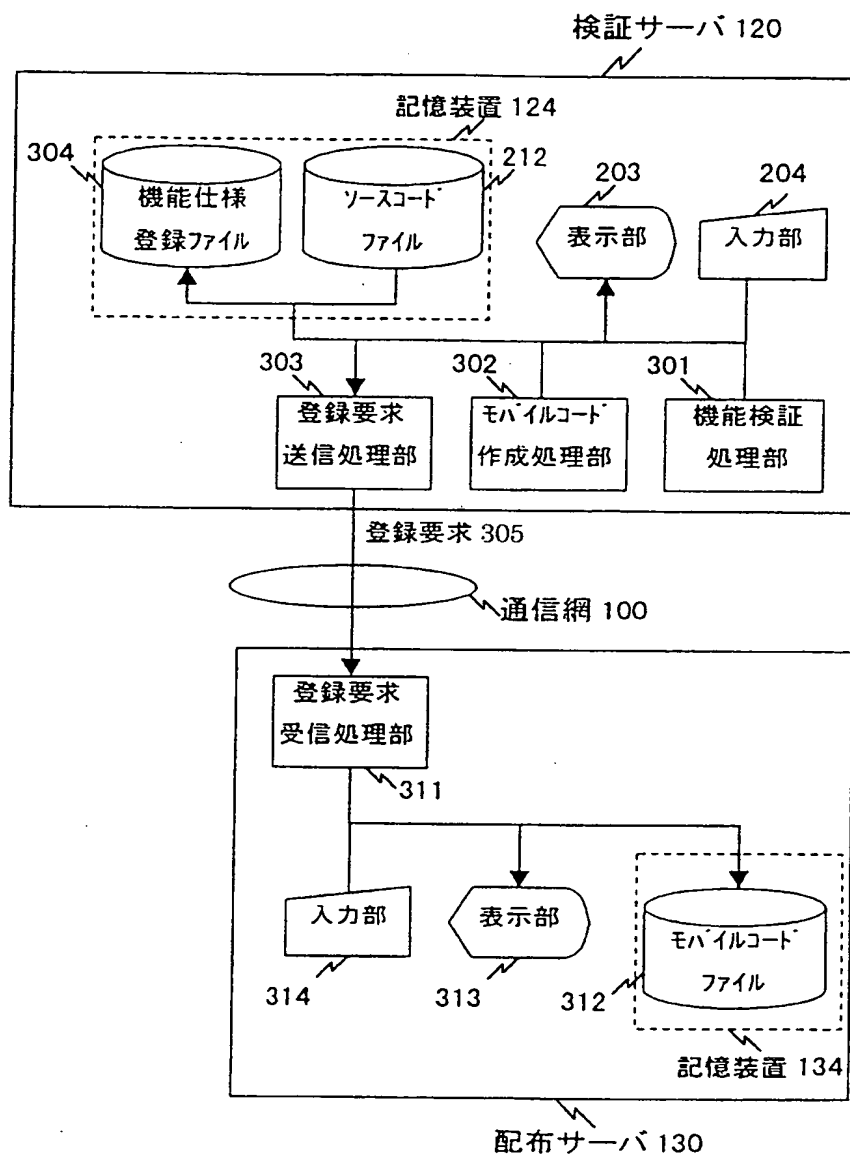 検証サーバ 120
記憶装置 124
304
機能仕様
登録ファイル
212
ソースコード
ファイル
203
表示部
204
入力部
303
登録要求
送信処理部
302
モバイルコード
作成処理部
301
機能検証
処理部
登録要求 305
通信網 100
登録要求
受信処理部
311
入力部
314
表示部
313
モバイルコード
ファイル
312
記憶装置 134
配布サーバ 130